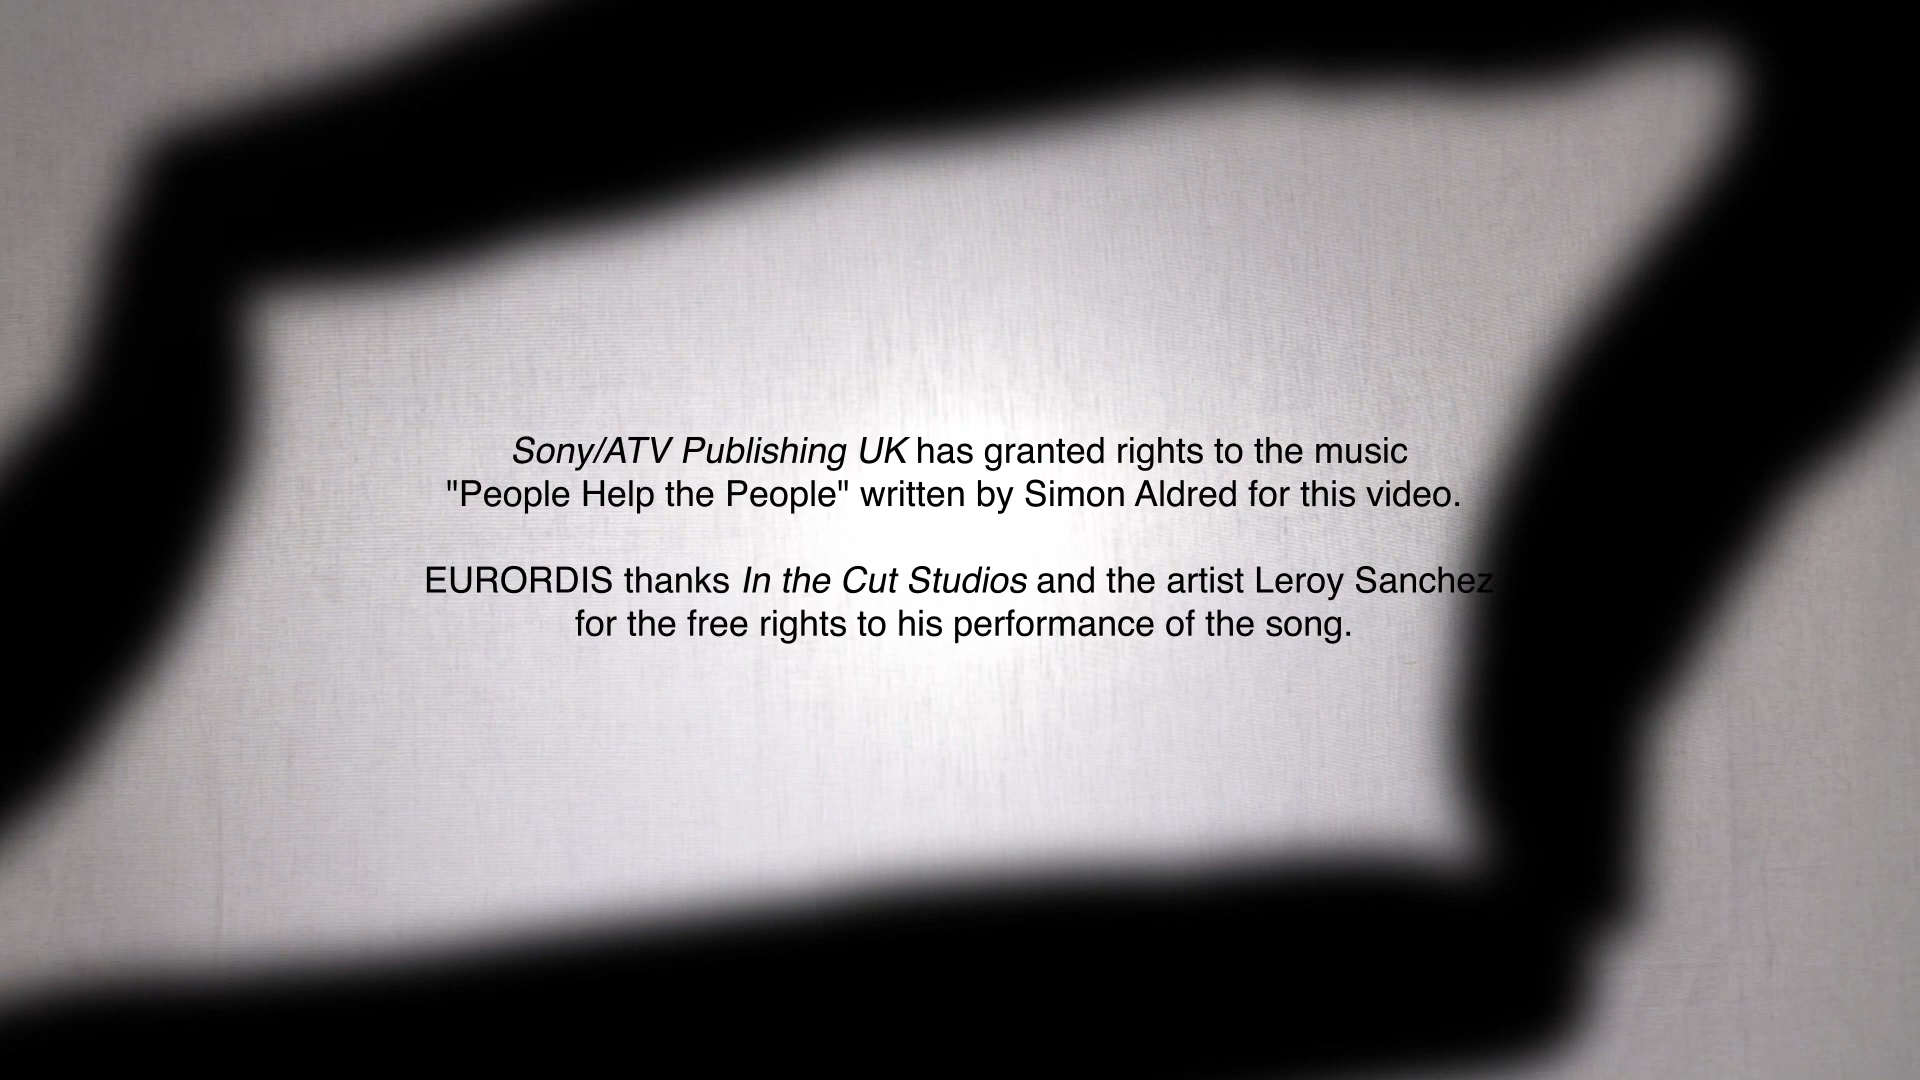 Sony/ATV Publishing UK has granted rights to the music
"People Help the People" written by Simon Aldred for this video.
EURORDIS thanks In the Cut Studios and the artist Leroy Sanchez
for the free rights to his performance of the song.